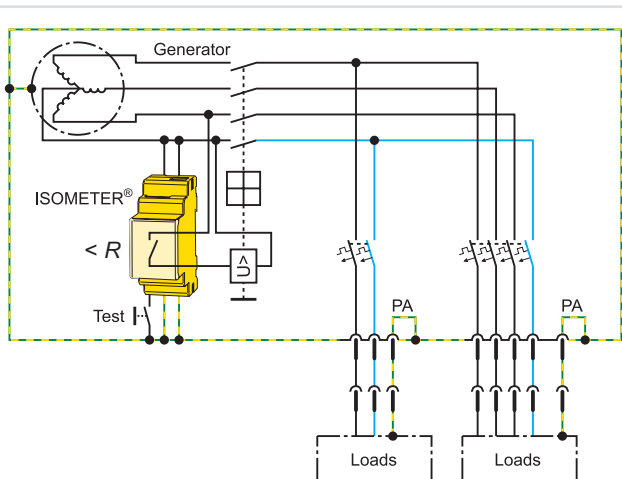 Generator
ISOMETER®
< R
U>
Test
PA
PA
Loads
Loads